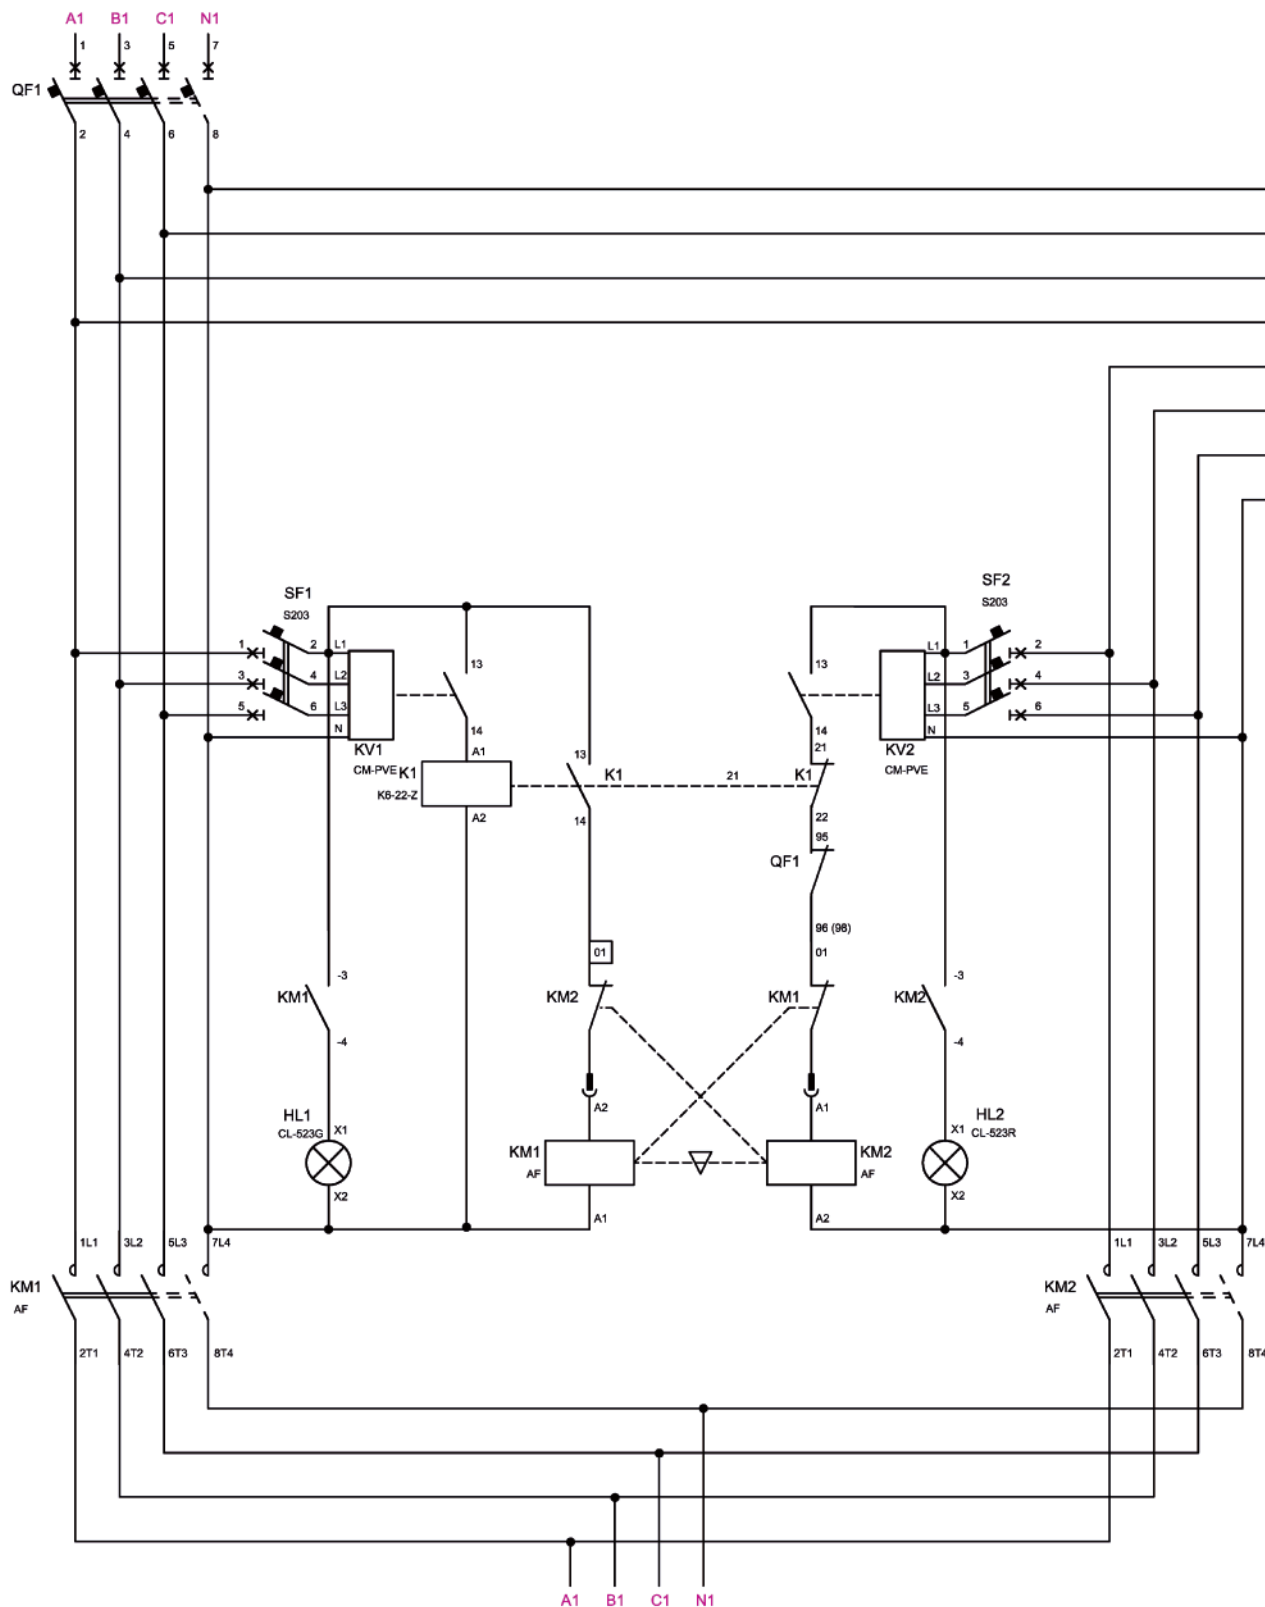 A1 B1 C1 N1
1 3 5 7
QF1
2 4 6 8
SF1
S203
SF2
S203
1 2 L1
3 4 L2
5 6 L3
N
13
14
KV1
CM-PVE
K1
K6-22-Z
A1
A2
13
K1
14
21
13
14
21
K1
22
95
QF1
96 (98)
01
L1 1 2
L2 3 4
L3 5 6
N
KV2
CM-PVE
01
-3
KM1
-4
KM2
KM1
-3
KM2
-4
HL1
CL-523G
X1
X2
A2
KM1
AF
A1
A1
KM2
AF
A2
HL2
CL-523R
X1
X2
1L1 3L2 5L3 7L4
KM1
AF
2T1 4T2 6T3 8T4
1L1 3L2 5L3 7L4
KM2
AF
2T1 4T2 6T3 8T4
A1 B1 C1 N1